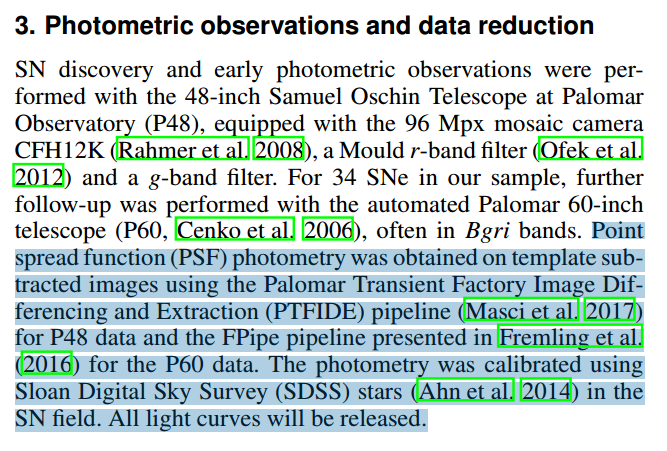 3. Photometric observations and data reduction
SN discovery and early photometric observations were per-
formed with the 48-inch Samuel Oschin Telescope at Palomar
Observatory (P48), equipped with the 96 Mpx mosaic camera
CFH12K (Rahmer et al. 2008), a Mould r-band filter (Ofek et al.
2012) and a g-band filter. For 34 SNe in our sample, further
follow-up was performed with the automated Palomar 60-inch
telescope (P60, Cenko et al. 2006), often in Bgri bands. Point
spread function (PSF) photometry was obtained on template sub-
tracted images using the Palomar Transient Factory Image Dif-
ferencing and Extraction (PTFIDE) pipeline (Masci et al. 2017)
for P48 data and the FPipe pipeline presented in Fremling et al.
(2016) for the P60 data. The photometry was calibrated using
Sloan Digital Sky Survey (SDSS) stars (Ahn et al. 2014) in the
SN field. All light curves will be released.